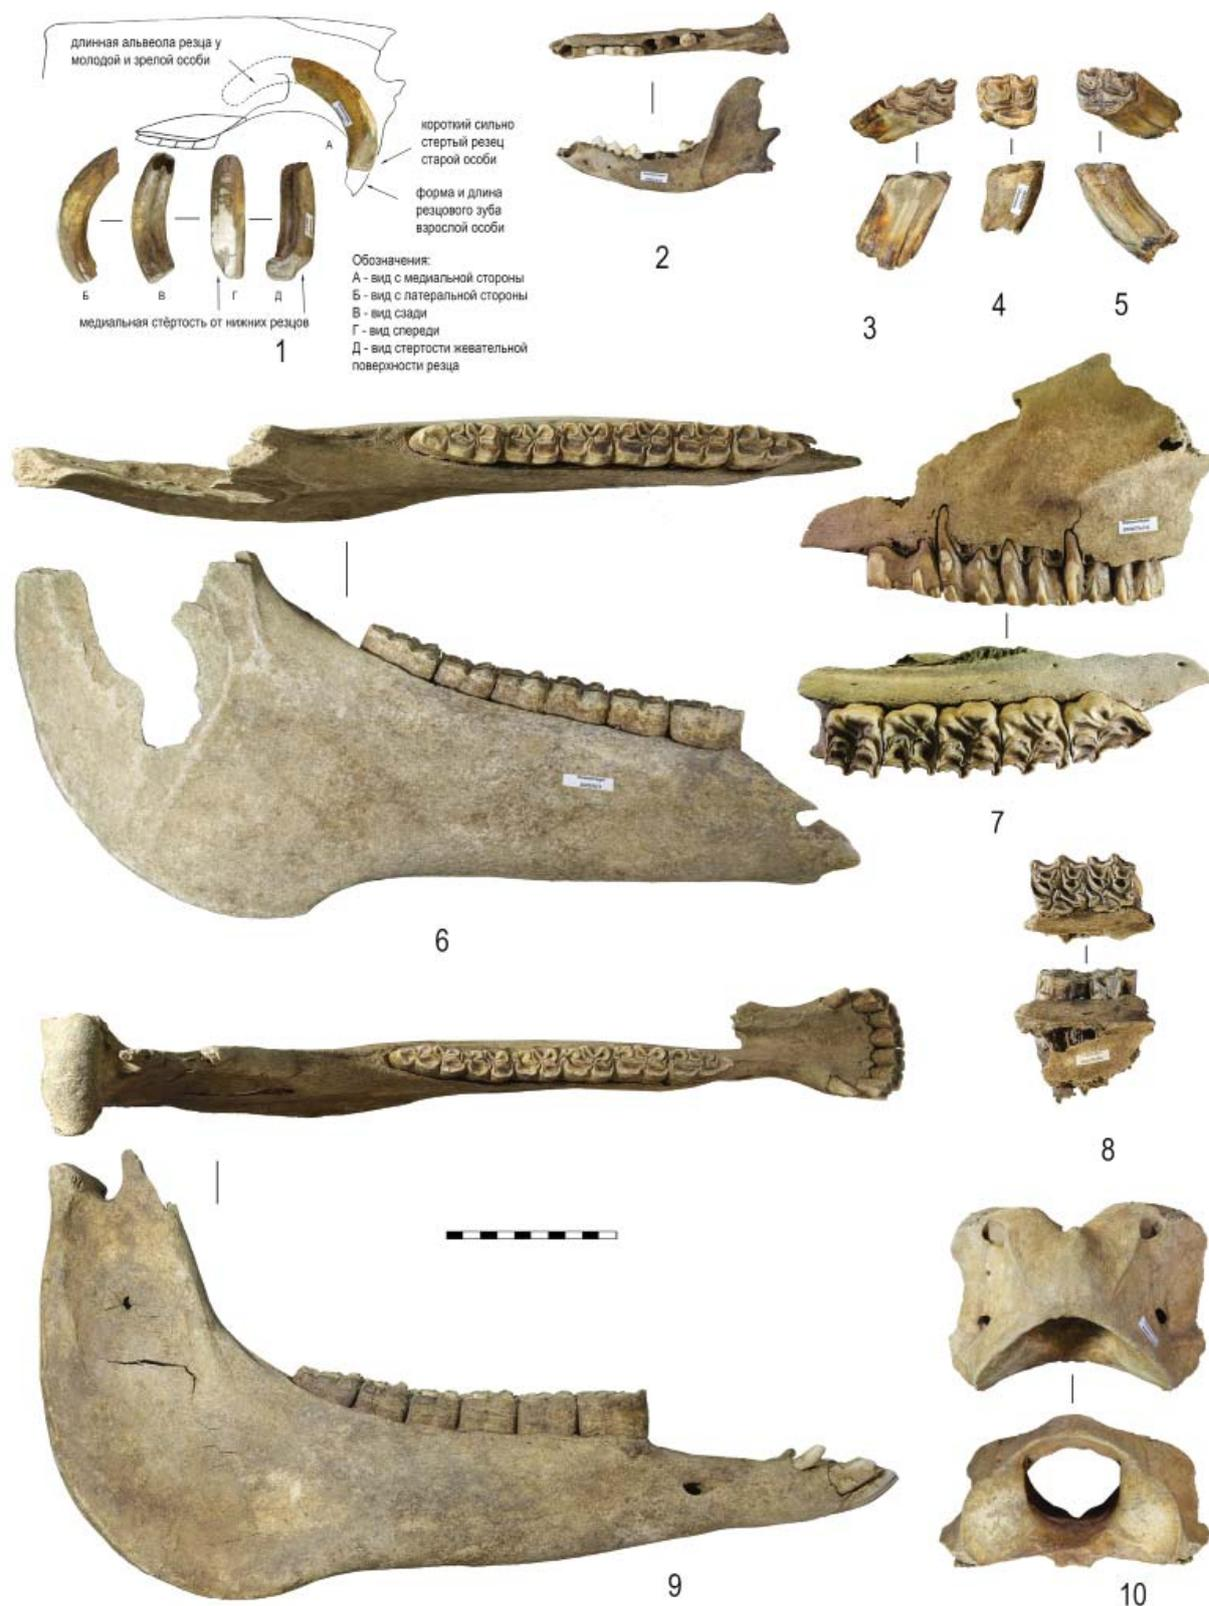 длинная альвеола резца у
молодой и зрелой особи
А
короткий сильно
стертый резец
старой особи
форма и длина
резцового зуба
взрослой особи
Б
В
Г
Д
медиальная стёртость от нижних резцов
1
Обозначения:
А - вид с медиальной стороны
Б - вид с латеральной стороны
В - вид сзади
Г - вид спереди
Д - вид стертости жевательной
поверхности резца
2
3
4
5
6
7
8
9
10